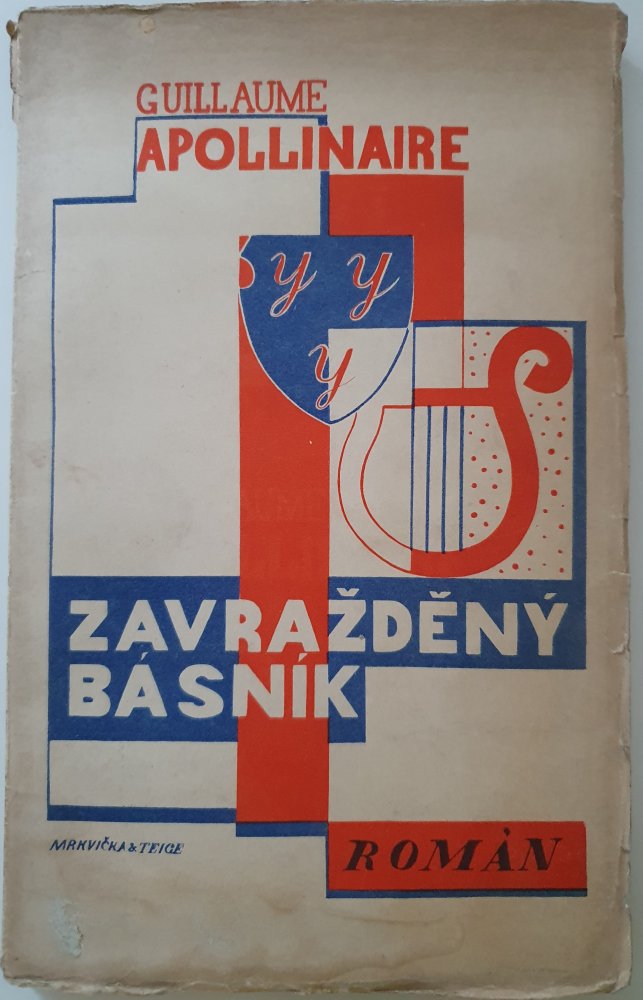 GUILLAUME
APOLLINAIRE
y y
y
ZAVRAŽDĚNÝ
BÁSNÍK
MRKVIČKA & TEIGE
ROMÁN